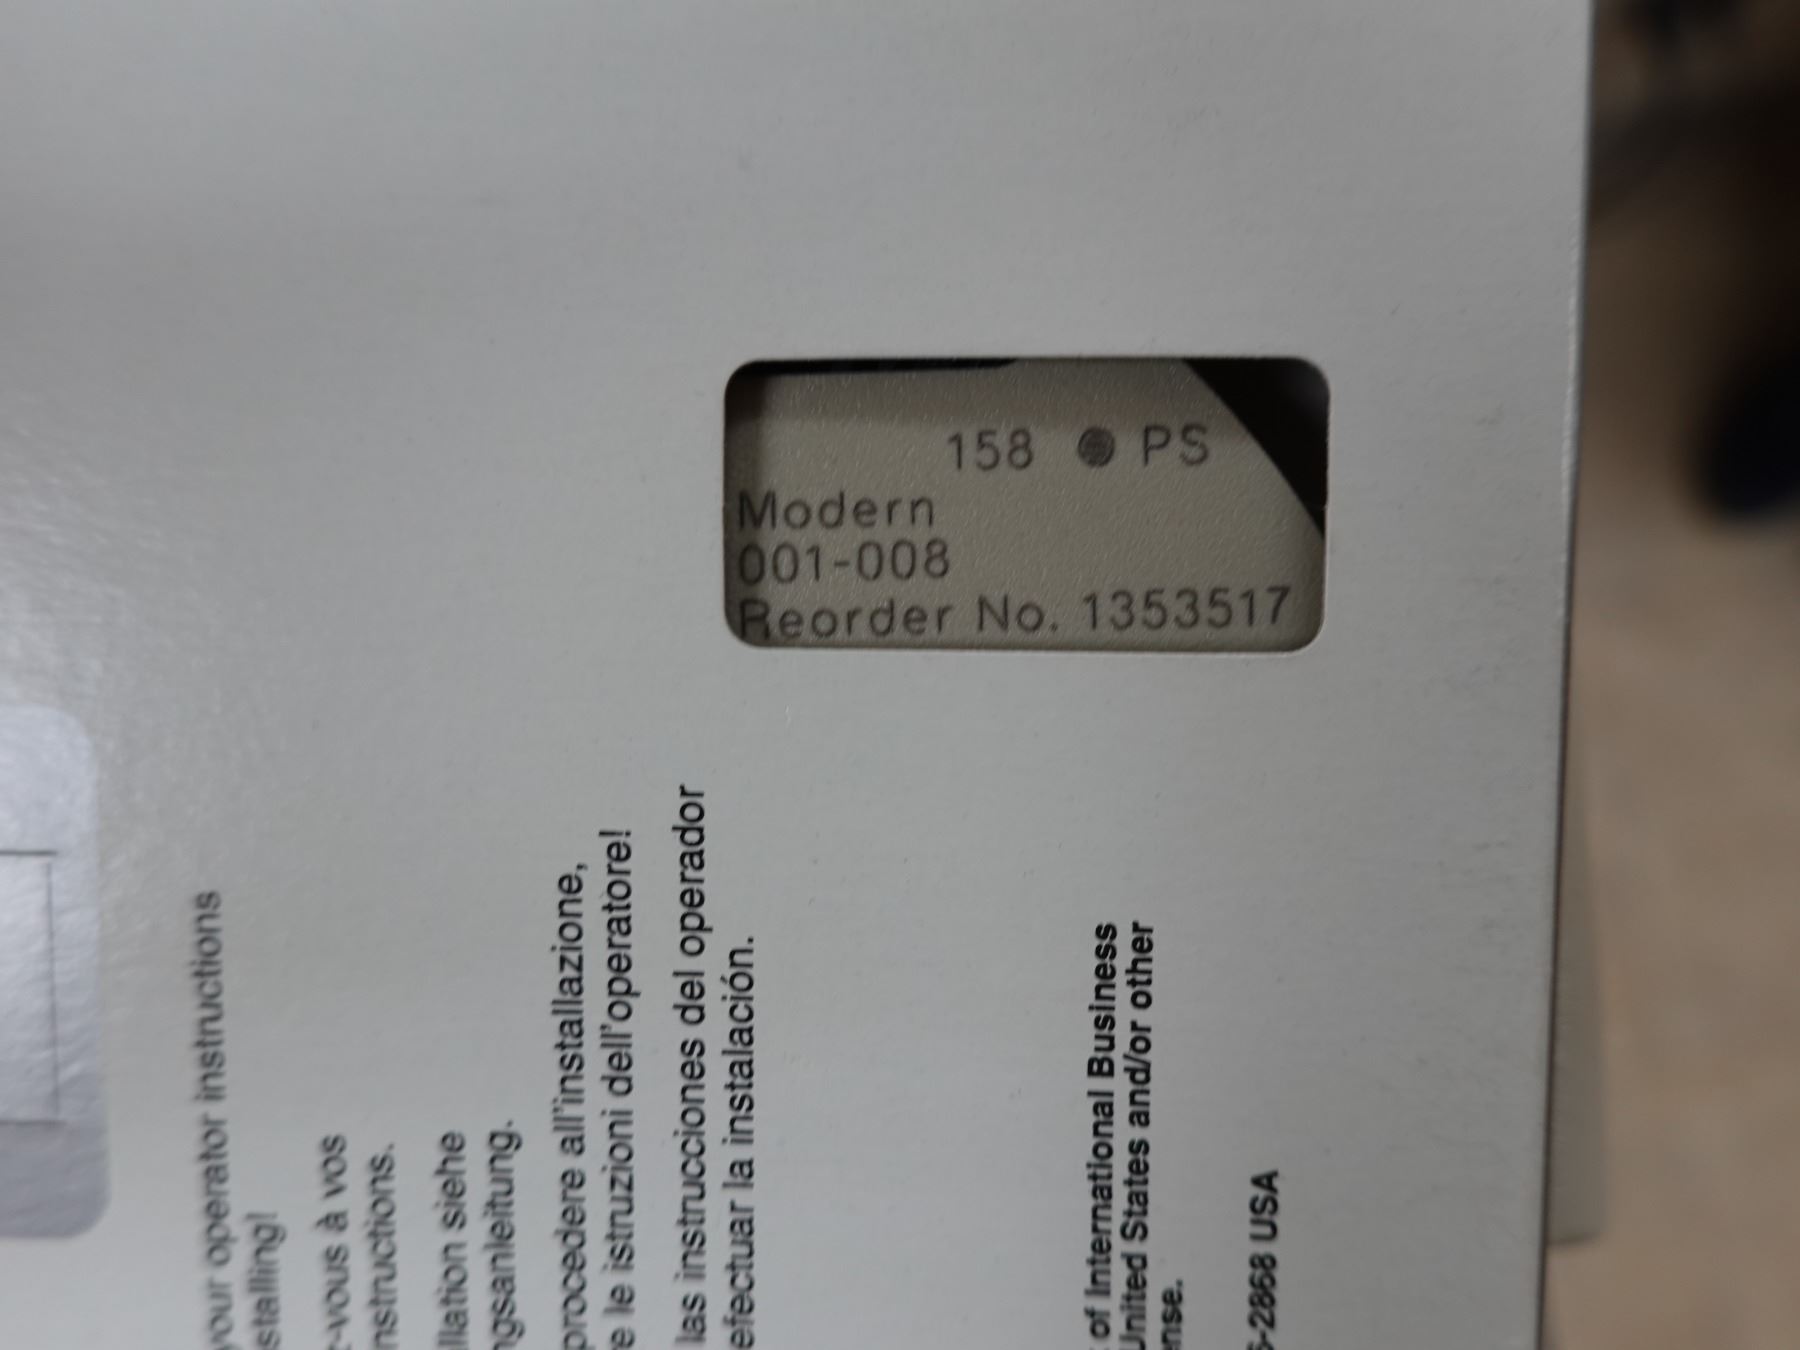 158 ● PS
Modern
001-008
Reorder No. 1353517
your operator instructions
stalling!
-vous à vos
nstructions.
llation siehe
ngsanleitung.
procedere all'installazione,
e le istruzioni dell'operatore!
las instrucciones del operador
efectuar la instalación.
of International Business
United States and/or other
nse.
6-2868 USA